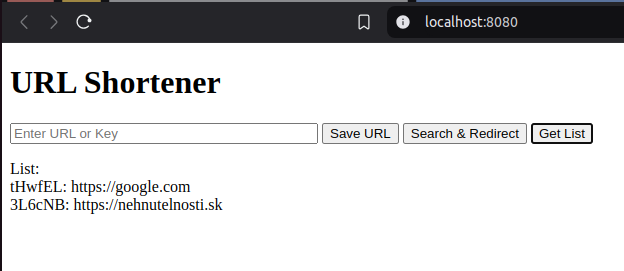 localhost:8080
URL Shortener
Enter URL or Key Save URL Search & Redirect Get List
List:
tHwfEL: https://google.com
3L6cNB: https://nehnutelnosti.sk